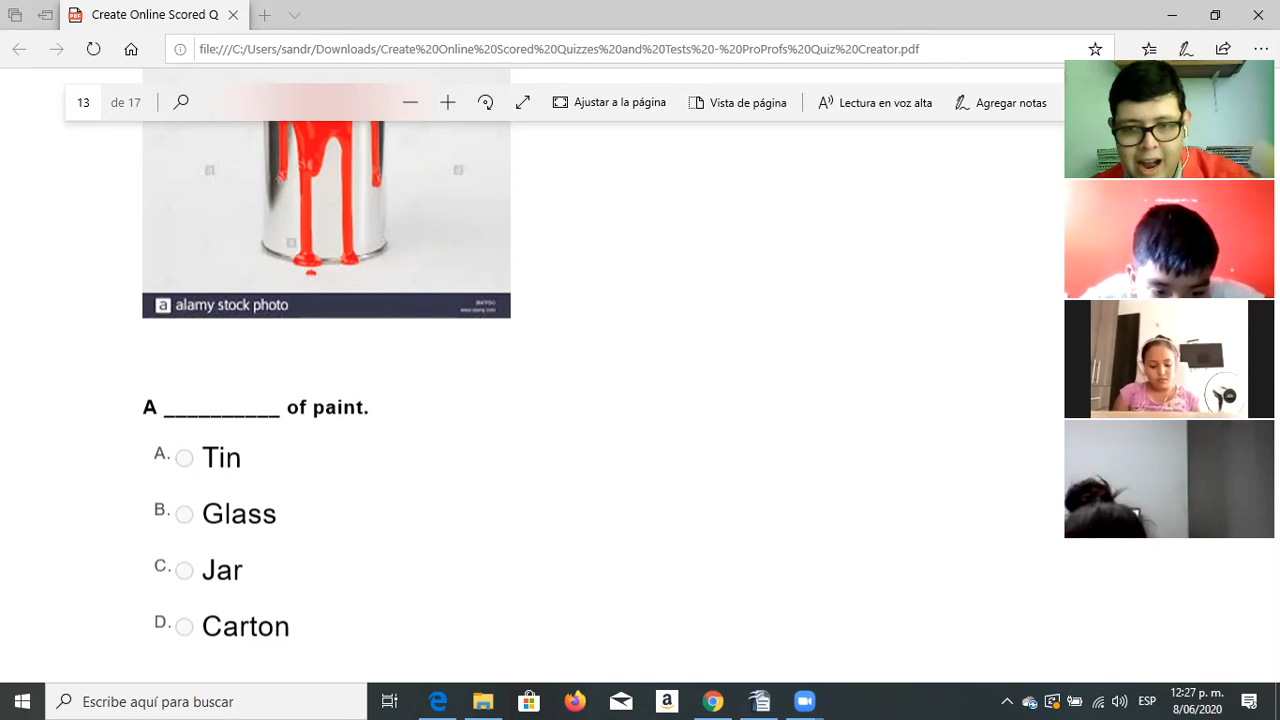 Create Online Scored Q
file:///C:/Users/sandr/Downloads/Create%20Online%20Scored%20Quizzes%20and%20Tests%20-%20ProProfs%20Quiz%20Creator.pdf
13 de 17
Ajustar a la página
Vista de página
Lectura en voz alta
Agregar notas
a alamy stock photo
A __________ of paint.
A. Tin
B. Glass
C. Jar
D. Carton
Escribe aquí para buscar
ESP
12:27 p. m.
8/06/2020